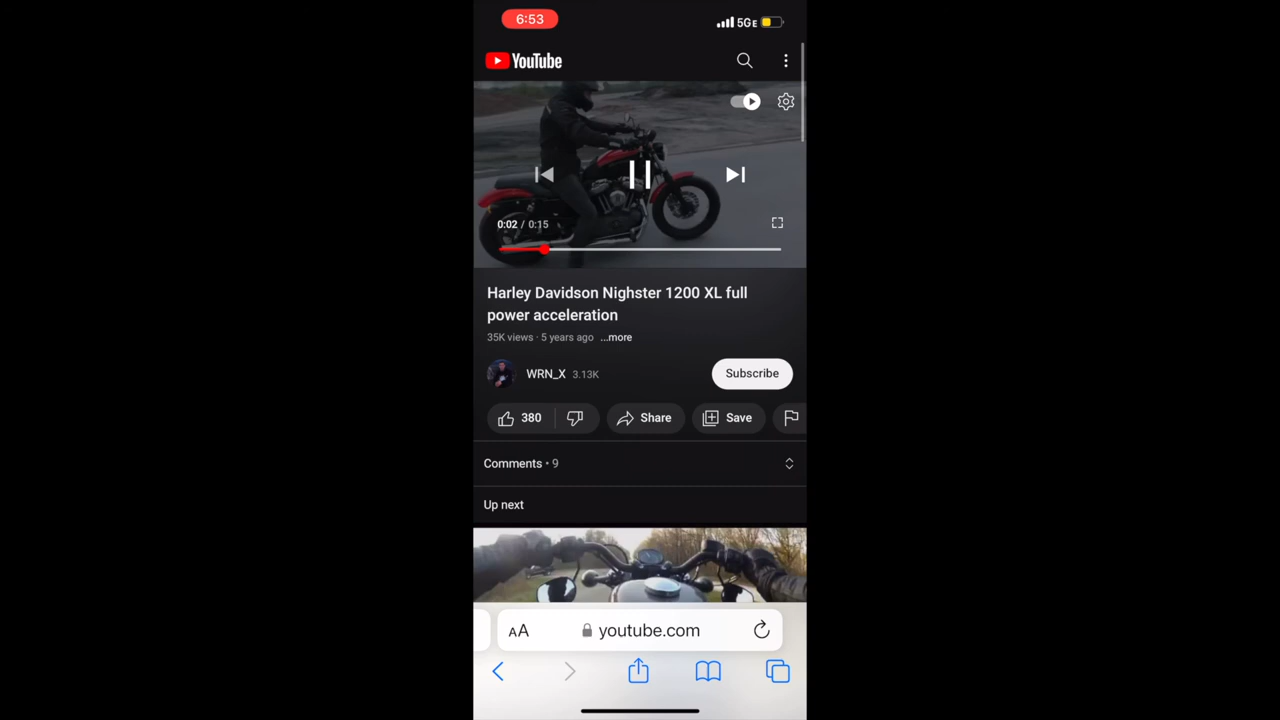 6:53
5GE
YouTube
0:02 / 0:15
Harley Davidson Nighster 1200 XL full
power acceleration
35K views · 5 years ago ...more
WRN_X 3.13K
Subscribe
380
Share
Save
Comments • 9
Up next
AA
youtube.com